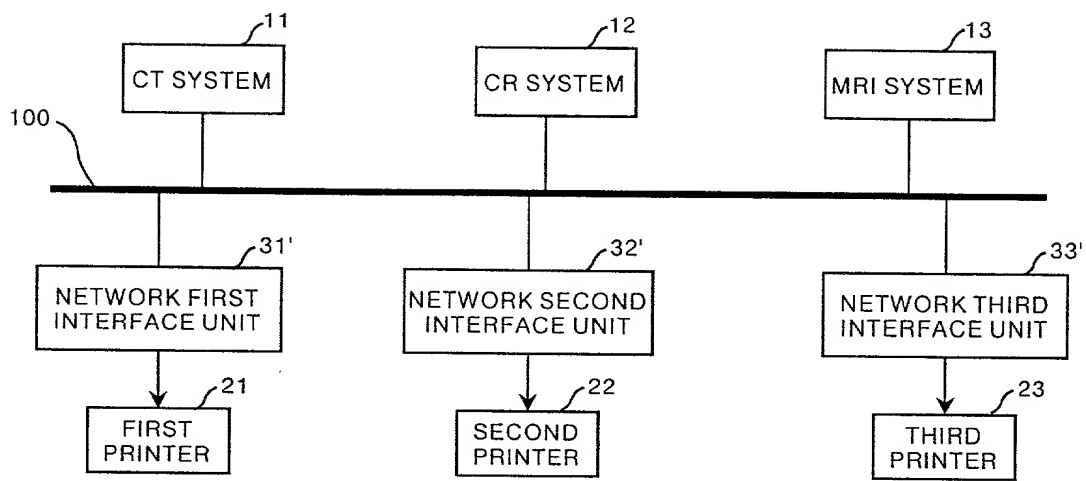 11
12
13
CT SYSTEM
CR SYSTEM
MRI SYSTEM
100
31'
32'
33'
NETWORK FIRST
INTERFACE UNIT
NETWORK SECOND
INTERFACE UNIT
NETWORK THIRD
INTERFACE UNIT
21
22
23
FIRST
PRINTER
SECOND
PRINTER
THIRD
PRINTER